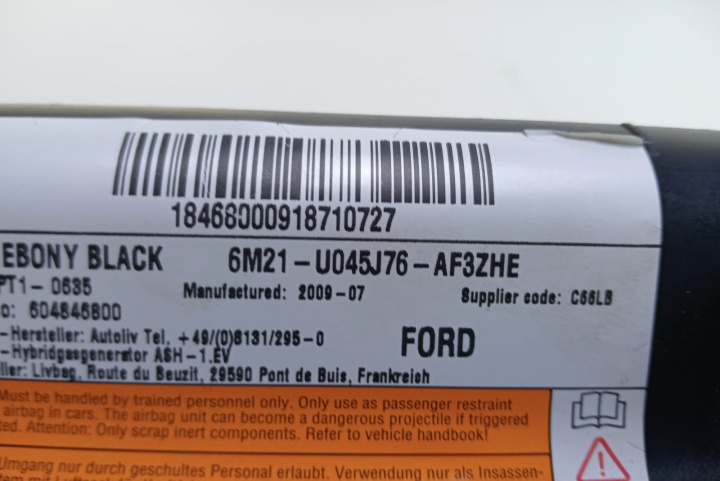 18468000918710727
EBONY BLACK 6M21-U045J76-AF3ZHE
PT1-0635 Manufactured: 2009-07 Supplier code: C66LB
o: 604646800
-Hersteller: Autoliv Tel. +49/(0)8131/295-0 FORD
-Hybridgasgenerator ASH-1.EV
ller: Livbag, Route du Beuzit, 29590 Pont de Buis, Frankreich
Must be handled by trained personnel only. Only use as passenger restraint
airbag in cars. The airbag unit can become a dangerous projectile if triggered
ted. Attention: Only scrap inert components. Refer to vehicle handbook!
Umgang nur durch geschultes Personal erlaubt. Verwendung nur als Insassen-